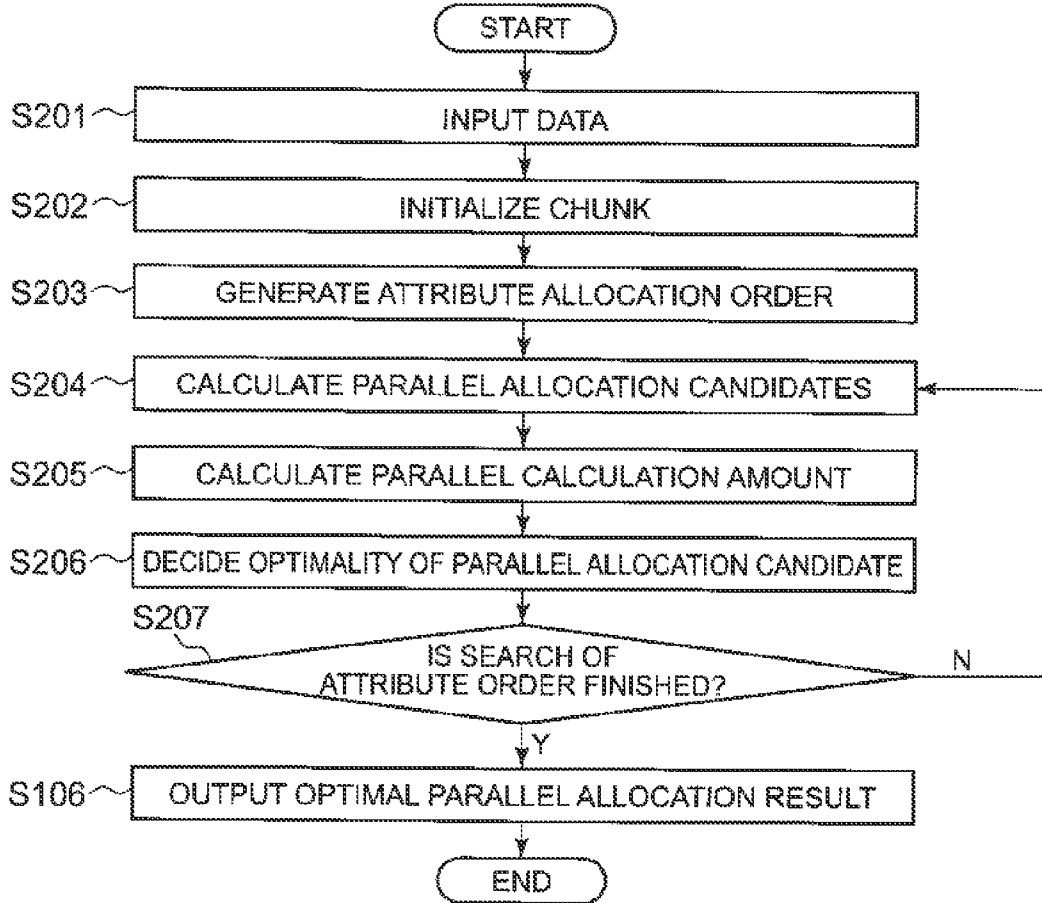 START
S201
INPUT DATA
S202
INITIALIZE CHUNK
S203
GENERATE ATTRIBUTE ALLOCATION ORDER
S204
CALCULATE PARALLEL ALLOCATION CANDIDATES
S205
CALCULATE PARALLEL CALCULATION AMOUNT
S206
DECIDE OPTIMALITY OF PARALLEL ALLOCATION CANDIDATE
S207
IS SEARCH OF
ATTRIBUTE ORDER FINISHED?
N
Y
S106
OUTPUT OPTIMAL PARALLEL ALLOCATION RESULT
END